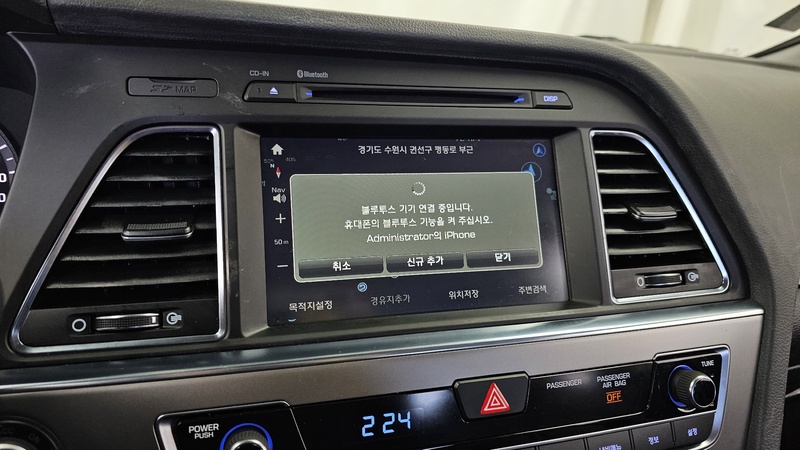 CD-IN
Bluetooth
MAP
1
DISP
경기도 수원시 권선구 평동로 부근
N
Nav
50m
블루투스 기기 연결 중입니다.
휴대폰의 블루투스 기능을 켜 주십시오.
Administrator의 iPhone
취소
신규 추가
닫기
목적지설정
경유지추가
위치저장
주변검색
POWER
PUSH
2:24
PASSENGER
PASSENGER
AIR BAG
OFF
TUNE
정보
설정